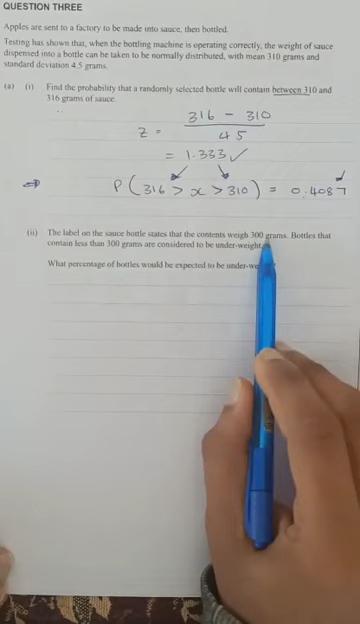 QUESTION THREE
Apples are sent to a factory to be made into sauce, then bottled.
Testing has shown that, when the bottling machine is operating correctly, the weight of sauce
dispensed into a bottle can be taken to be normally distributed, with mean 310 grams and
standard deviation 4.5 grams.
(a) (i) Find the probability that a randomly selected bottle will contain between 310 and
316 grams of sauce.
z = 316 - 310 / 4.5
= 1.333 ✓
⇒ P(316 > x > 310) = 0.4087
(ii) The label on the sauce bottle states that the contents weigh 300 grams. Bottles that
contain less than 300 grams are considered to be under-weight.
What percentage of bottles would be expected to be under-we